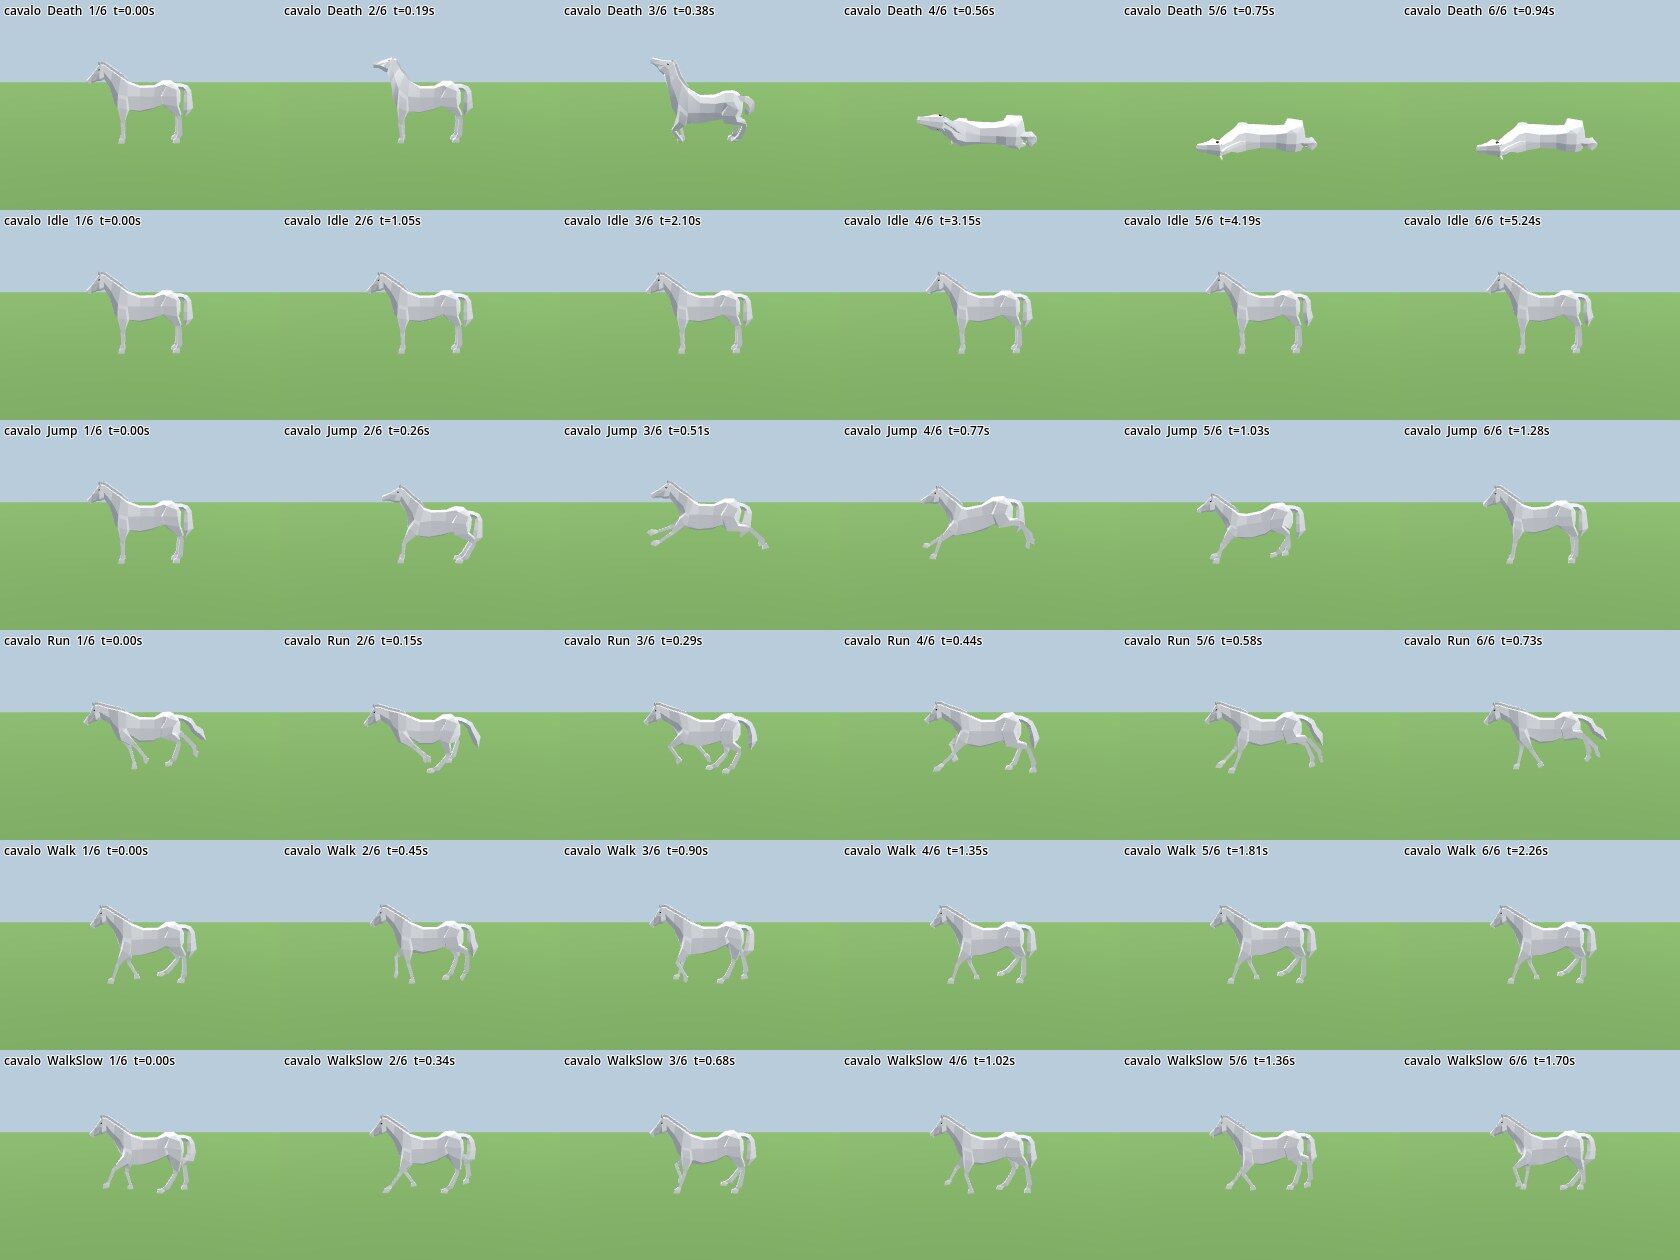 cavalo Death 1/6 t=0.00s
cavalo Death 2/6 t=0.19s
cavalo Death 3/6 t=0.38s
cavalo Death 4/6 t=0.56s
cavalo Death 5/6 t=0.75s
cavalo Death 6/6 t=0.94s
cavalo Idle 1/6 t=0.00s
cavalo Idle 2/6 t=1.05s
cavalo Idle 3/6 t=2.10s
cavalo Idle 4/6 t=3.15s
cavalo Idle 5/6 t=4.19s
cavalo Idle 6/6 t=5.24s
cavalo Jump 1/6 t=0.00s
cavalo Jump 2/6 t=0.26s
cavalo Jump 3/6 t=0.51s
cavalo Jump 4/6 t=0.77s
cavalo Jump 5/6 t=1.03s
cavalo Jump 6/6 t=1.28s
cavalo Run 1/6 t=0.00s
cavalo Run 2/6 t=0.15s
cavalo Run 3/6 t=0.29s
cavalo Run 4/6 t=0.44s
cavalo Run 5/6 t=0.58s
cavalo Run 6/6 t=0.73s
cavalo Walk 1/6 t=0.00s
cavalo Walk 2/6 t=0.45s
cavalo Walk 3/6 t=0.90s
cavalo Walk 4/6 t=1.35s
cavalo Walk 5/6 t=1.81s
cavalo Walk 6/6 t=2.26s
cavalo WalkSlow 1/6 t=0.00s
cavalo WalkSlow 2/6 t=0.34s
cavalo WalkSlow 3/6 t=0.68s
cavalo WalkSlow 4/6 t=1.02s
cavalo WalkSlow 5/6 t=1.36s
cavalo WalkSlow 6/6 t=1.70s